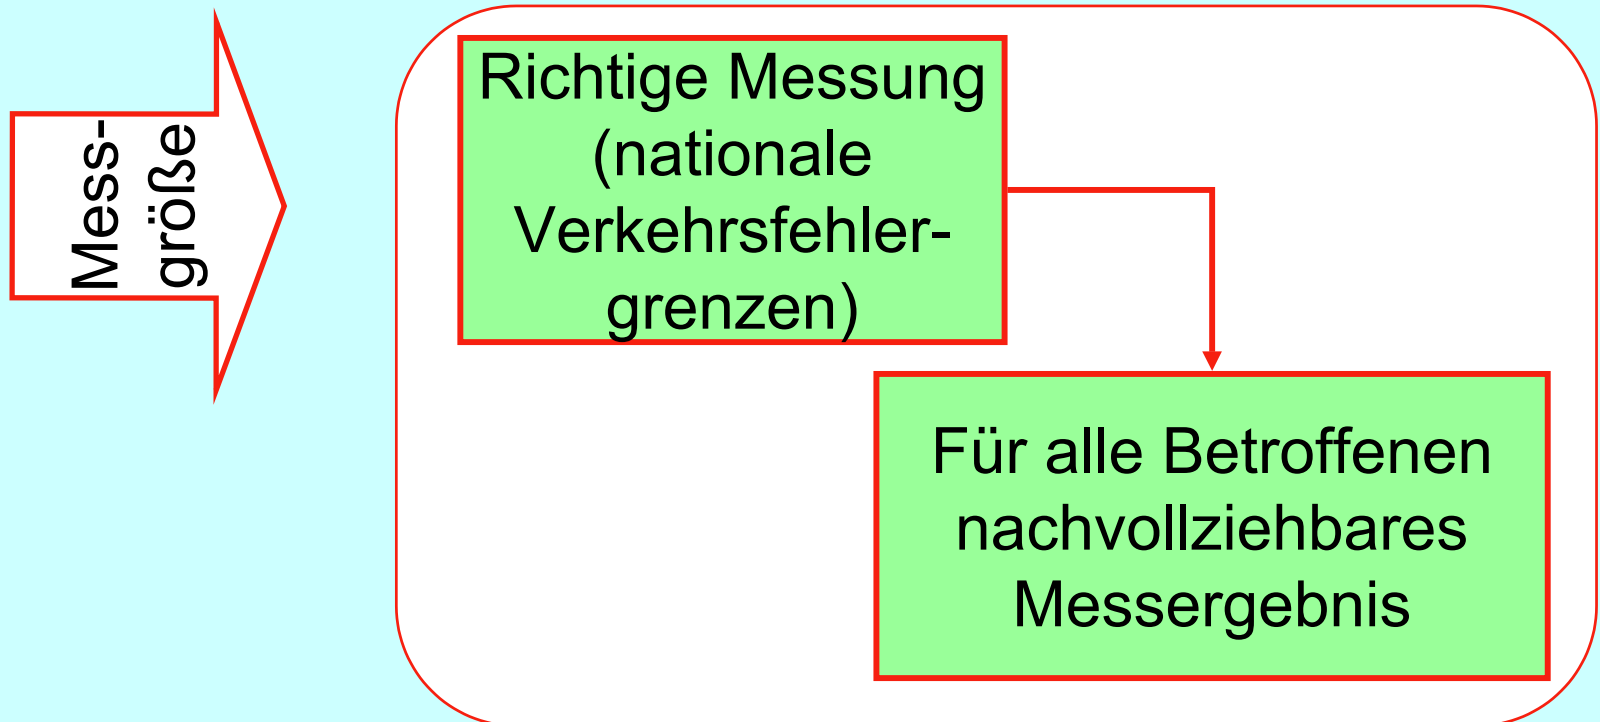 Mess-
größe
Richtige Messung
(nationale
Verkehrsfehler-
grenzen)
Für alle Betroffenen
nachvollziehbares
Messergebnis